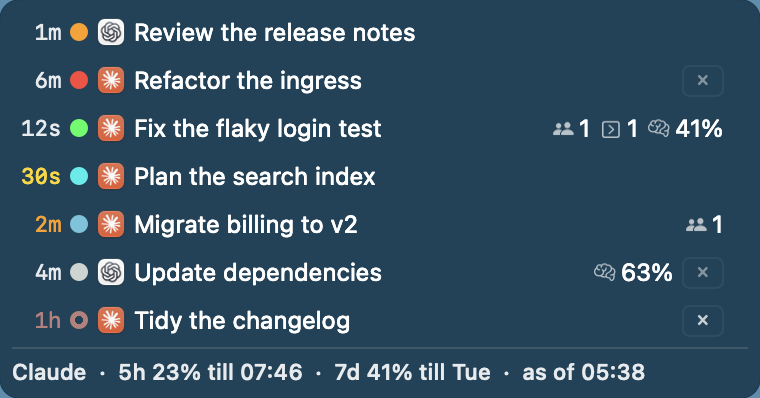 1m Review the release notes
6m Refactor the ingress ×
12s Fix the flaky login test 1 1 41%
30s Plan the search index
2m Migrate billing to v2 1
4m Update dependencies 63% ×
1h Tidy the changelog ×
Claude · 5h 23% till 07:46 · 7d 41% till Tue · as of 05:38